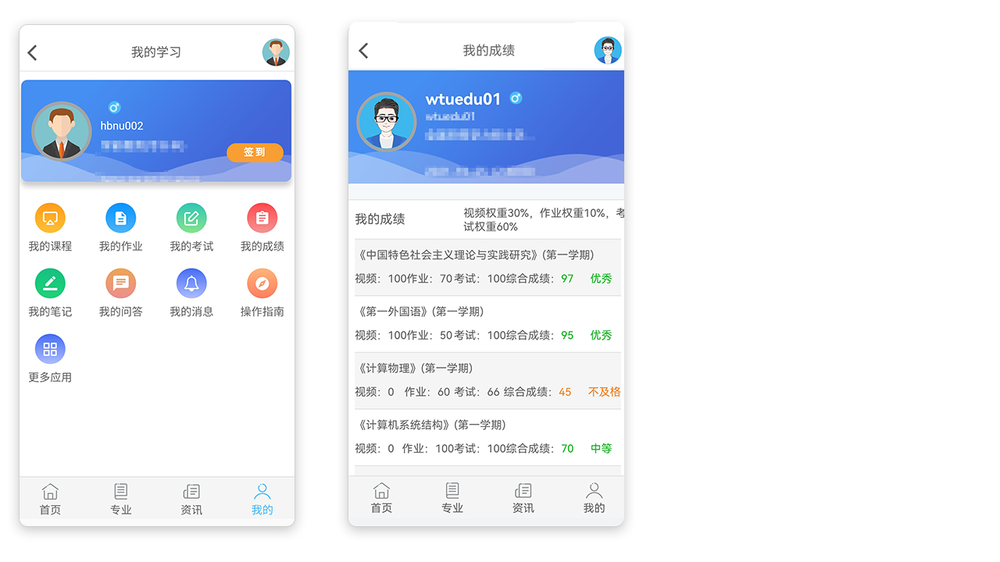 我的学习
hbnu002
签到
我的课程
我的作业
我的考试
我的成绩
我的笔记
我的问答
我的消息
操作指南
更多应用
首页
专业
资讯
我的
我的成绩
wtuedu01
wtuedu01
我的成绩
视频权重30%，作业权重10%，考
试权重60%
《中国特色社会主义理论与实践研究》(第一学期)
视频：100作业：70考试：100综合成绩：97 优秀
《第一外国语》(第一学期)
视频：100作业：50考试：100综合成绩：95 优秀
《计算物理》(第一学期)
视频：0 作业：60 考试：66 综合成绩：45 不及格
《计算机系统结构》(第一学期)
视频：0 作业：100考试：100综合成绩：70 中等
首页
专业
资讯
我的